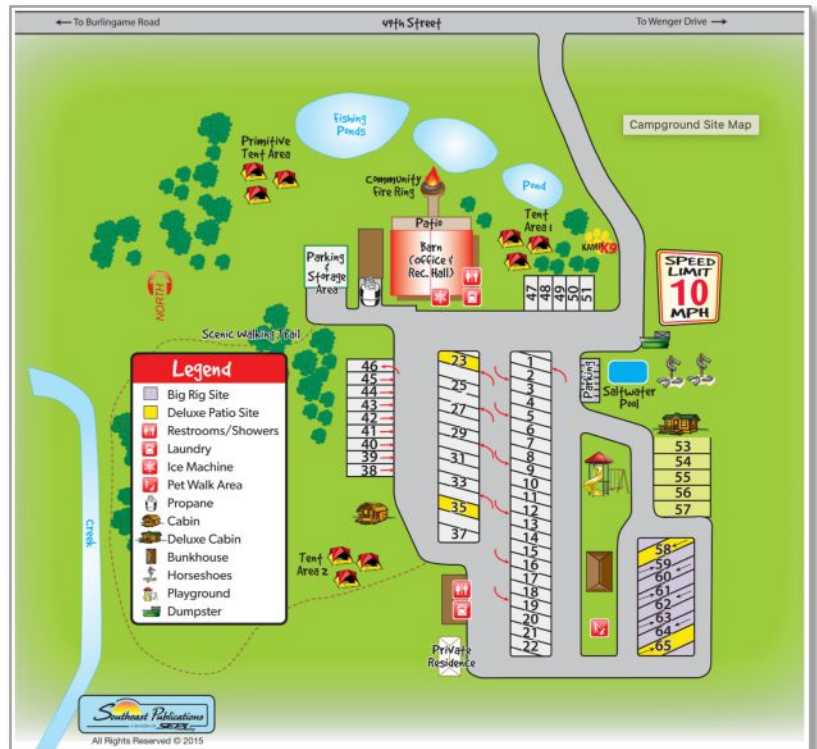 ← To Burlingame Road
49th Street
To Wenger Drive →
Campground Site Map
Fishing
Ponds
Primitive
Tent Area
Community
Fire Ring
Pond
Tent
Area 1
KAMP K9
Patio
Barn
(Office &
Rec. Hall)
Parking
&
Storage
Area
SPEED
LIMIT
10
MPH
47
48
49
50
51
NORTH
Scenic Walking Trail
Parking
Saltwater
Pool
46
45
44
43
42
41
40
39
38
23
25
27
29
31
33
35
37
1
2
3
4
5
6
7
8
9
10
11
12
13
14
15
16
17
18
19
20
21
22
53
54
55
56
57
58
59
60
61
62
63
64
65
Legend
Big Rig Site
Deluxe Patio Site
Restrooms/Showers
Laundry
Ice Machine
Pet Walk Area
Propane
Cabin
Deluxe Cabin
Bunkhouse
Horseshoes
Playground
Dumpster
Creek
Tent
Area 2
Private
Residence
Southeast Publications
SEPI
All Rights Reserved © 2015